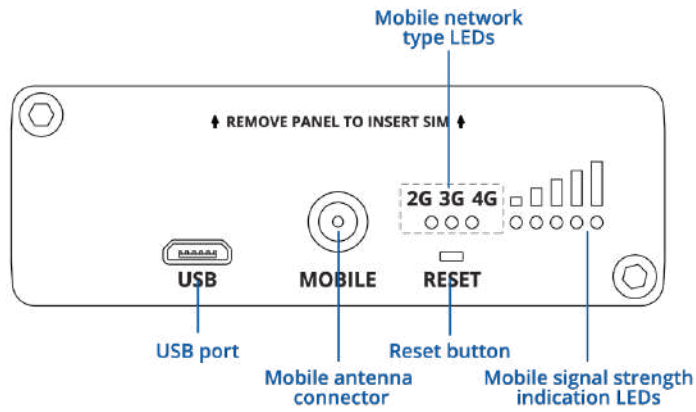 Mobile network
type LEDs
REMOVE PANEL TO INSERT SIM
2G 3G 4G
USB
MOBILE
RESET
USB port
Reset button
Mobile antenna
connector
Mobile signal strength
indication LEDs